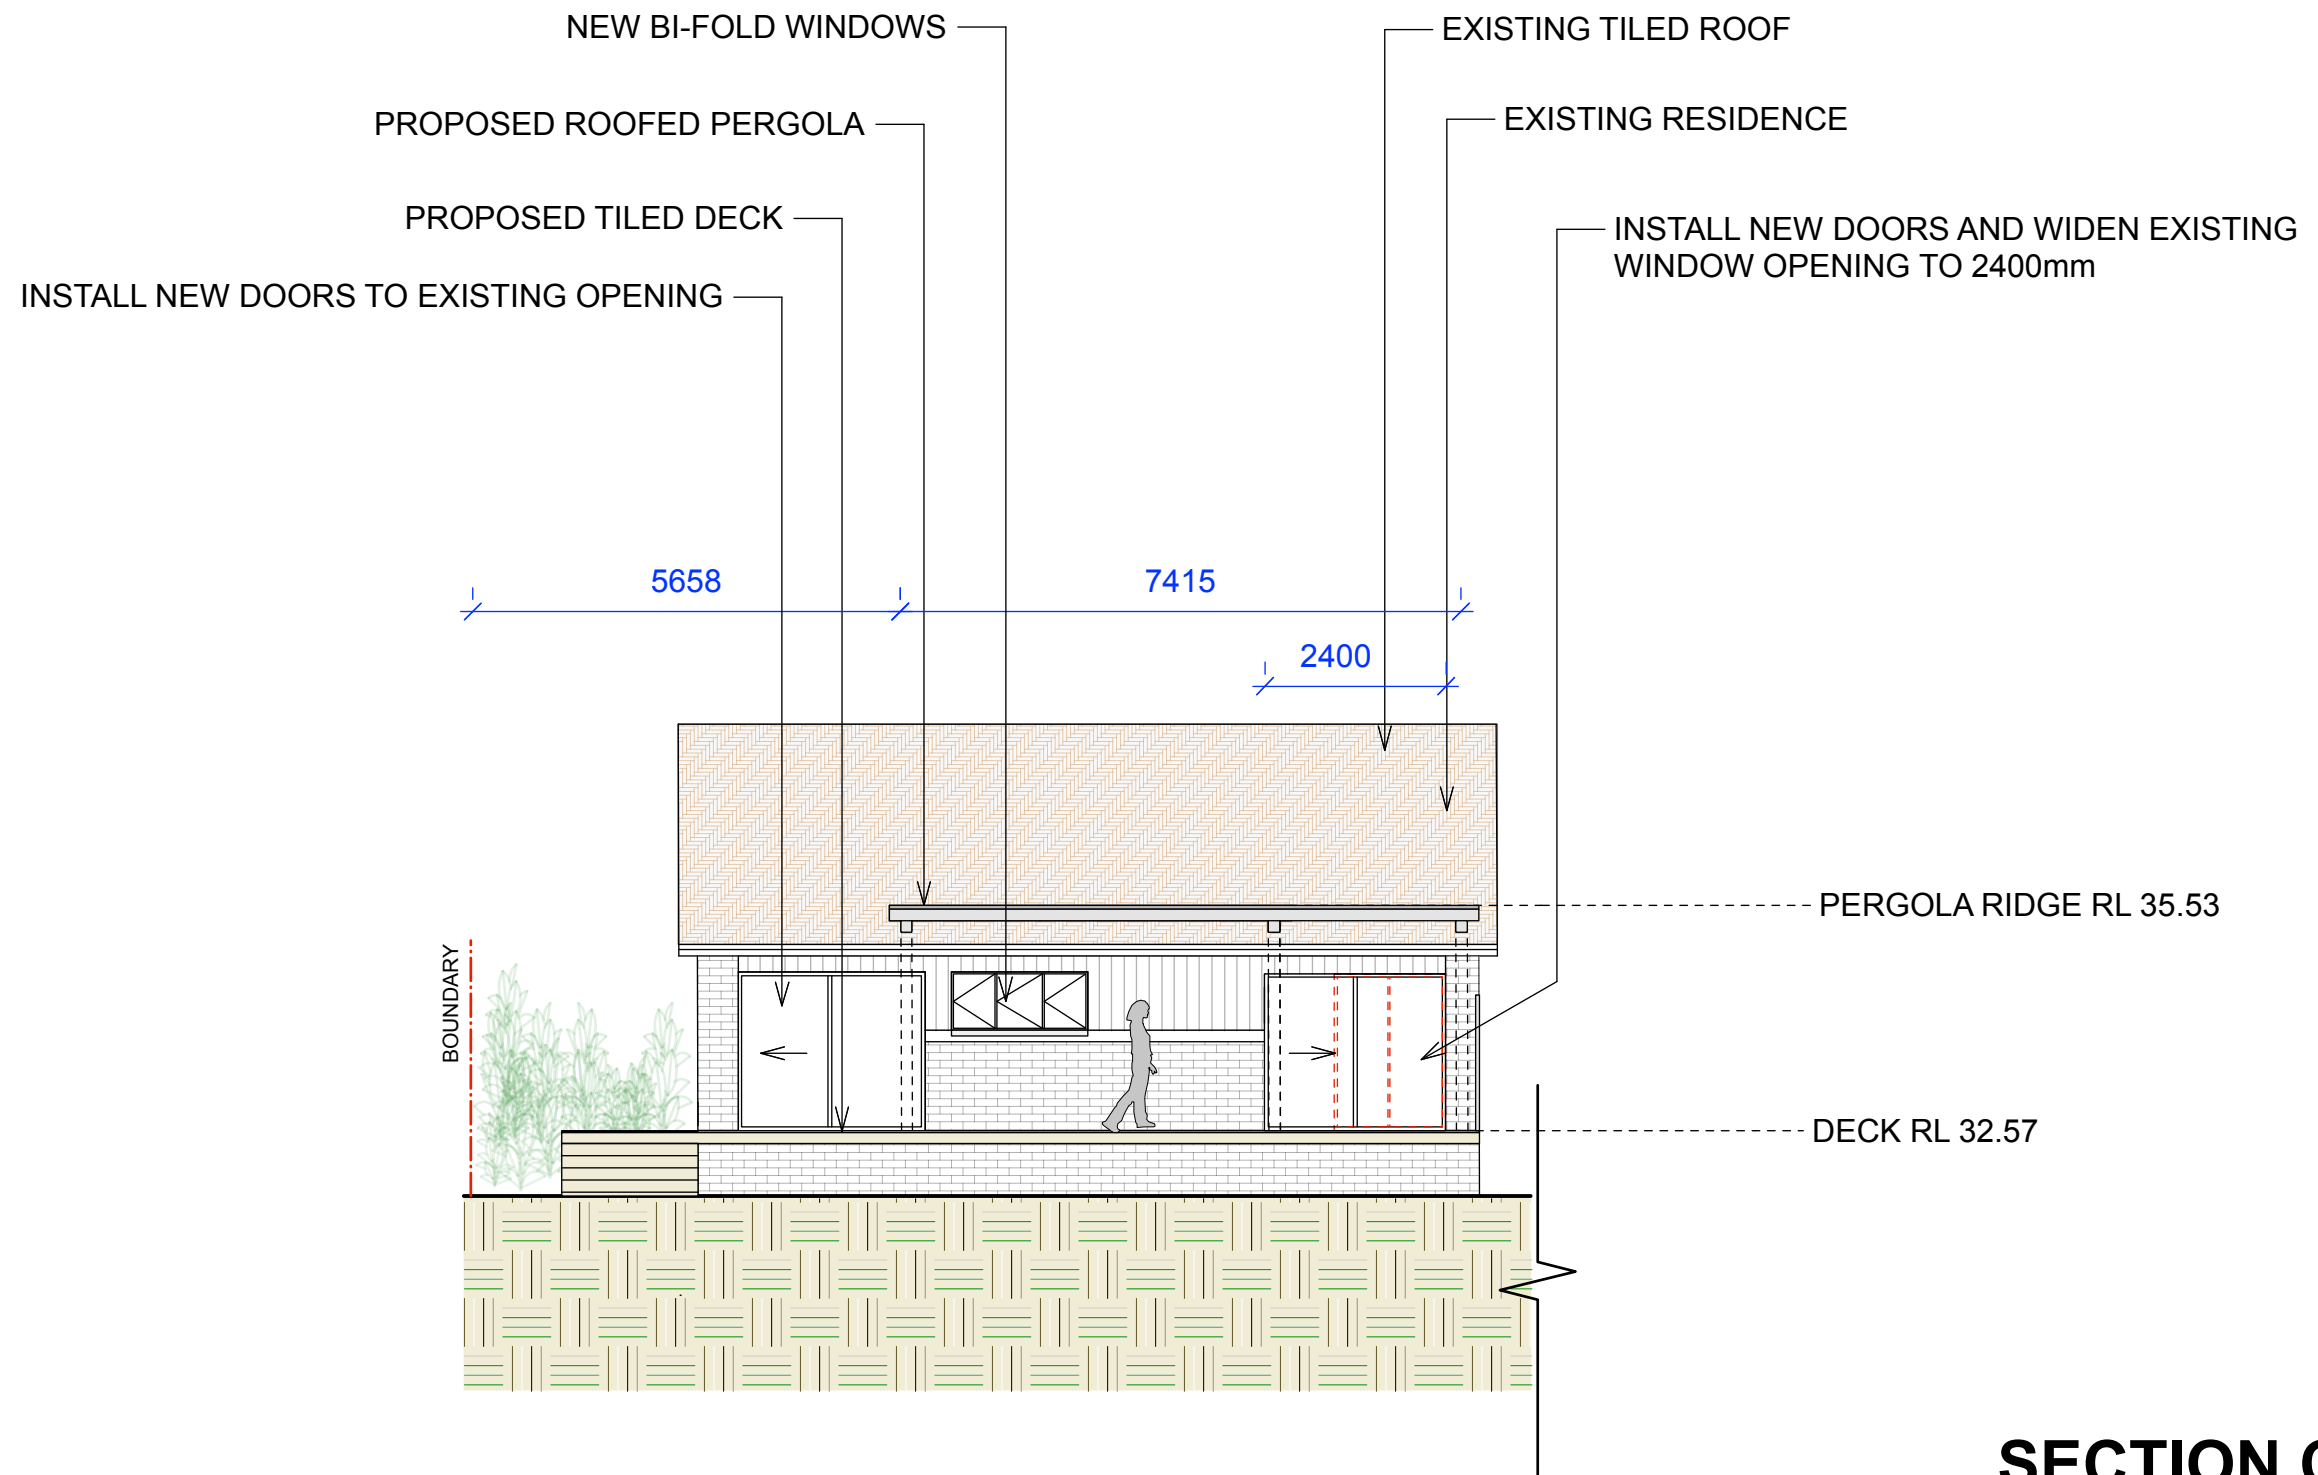 NEW BI-FOLD WINDOWS
EXISTING TILED ROOF
PROPOSED ROOFED PERGOLA
EXISTING RESIDENCE
PROPOSED TILED DECK
INSTALL NEW DOORS AND WIDEN EXISTING
WINDOW OPENING TO 2400mm
INSTALL NEW DOORS TO EXISTING OPENING
5658
7415
2400
PERGOLA RIDGE RL 35.53
BOUNDARY
DECK RL 32.57
SECTION